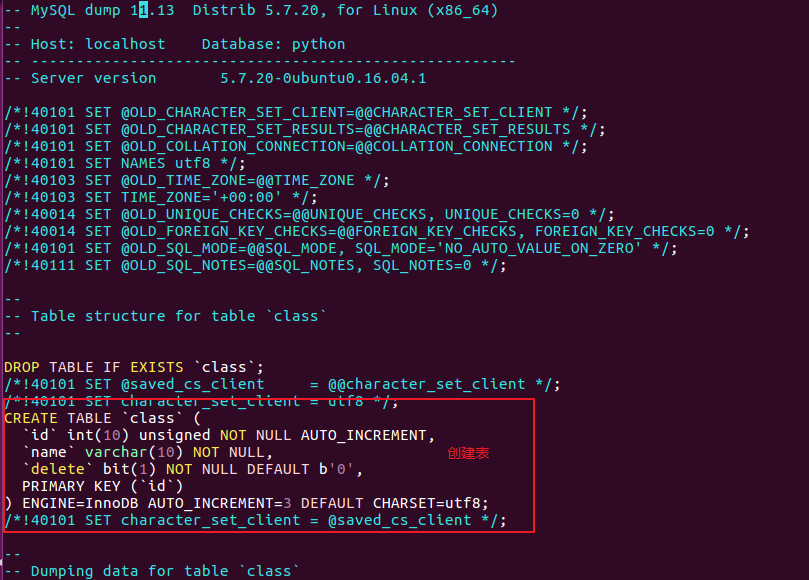 -- MySQL dump 11.13  Distrib 5.7.20, for Linux (x86_64)
--
-- Host: localhost    Database: python
-- ------------------------------------------------------
-- Server version	5.7.20-0ubuntu0.16.04.1

/*!40101 SET @OLD_CHARACTER_SET_CLIENT=@@CHARACTER_SET_CLIENT */;
/*!40101 SET @OLD_CHARACTER_SET_RESULTS=@@CHARACTER_SET_RESULTS */;
/*!40101 SET @OLD_COLLATION_CONNECTION=@@COLLATION_CONNECTION */;
/*!40101 SET NAMES utf8 */;
/*!40103 SET @OLD_TIME_ZONE=@@TIME_ZONE */;
/*!40103 SET TIME_ZONE='+00:00' */;
/*!40014 SET @OLD_UNIQUE_CHECKS=@@UNIQUE_CHECKS, UNIQUE_CHECKS=0 */;
/*!40014 SET @OLD_FOREIGN_KEY_CHECKS=@@FOREIGN_KEY_CHECKS, FOREIGN_KEY_CHECKS=0 */;
/*!40101 SET @OLD_SQL_MODE=@@SQL_MODE, SQL_MODE='NO_AUTO_VALUE_ON_ZERO' */;
/*!40111 SET @OLD_SQL_NOTES=@@SQL_NOTES, SQL_NOTES=0 */;

--
-- Table structure for table `class`
--

DROP TABLE IF EXISTS `class`;
/*!40101 SET @saved_cs_client     = @@character_set_client */;
/*!40101 SET character_set_client = utf8 */;
CREATE TABLE `class` (
  `id` int(10) unsigned NOT NULL AUTO_INCREMENT,
  `name` varchar(10) NOT NULL,
创建表
  `delete` bit(1) NOT NULL DEFAULT b'0',
  PRIMARY KEY (`id`)
) ENGINE=InnoDB AUTO_INCREMENT=3 DEFAULT CHARSET=utf8;
/*!40101 SET character_set_client = @saved_cs_client */;

--
-- Dumping data for table `class`